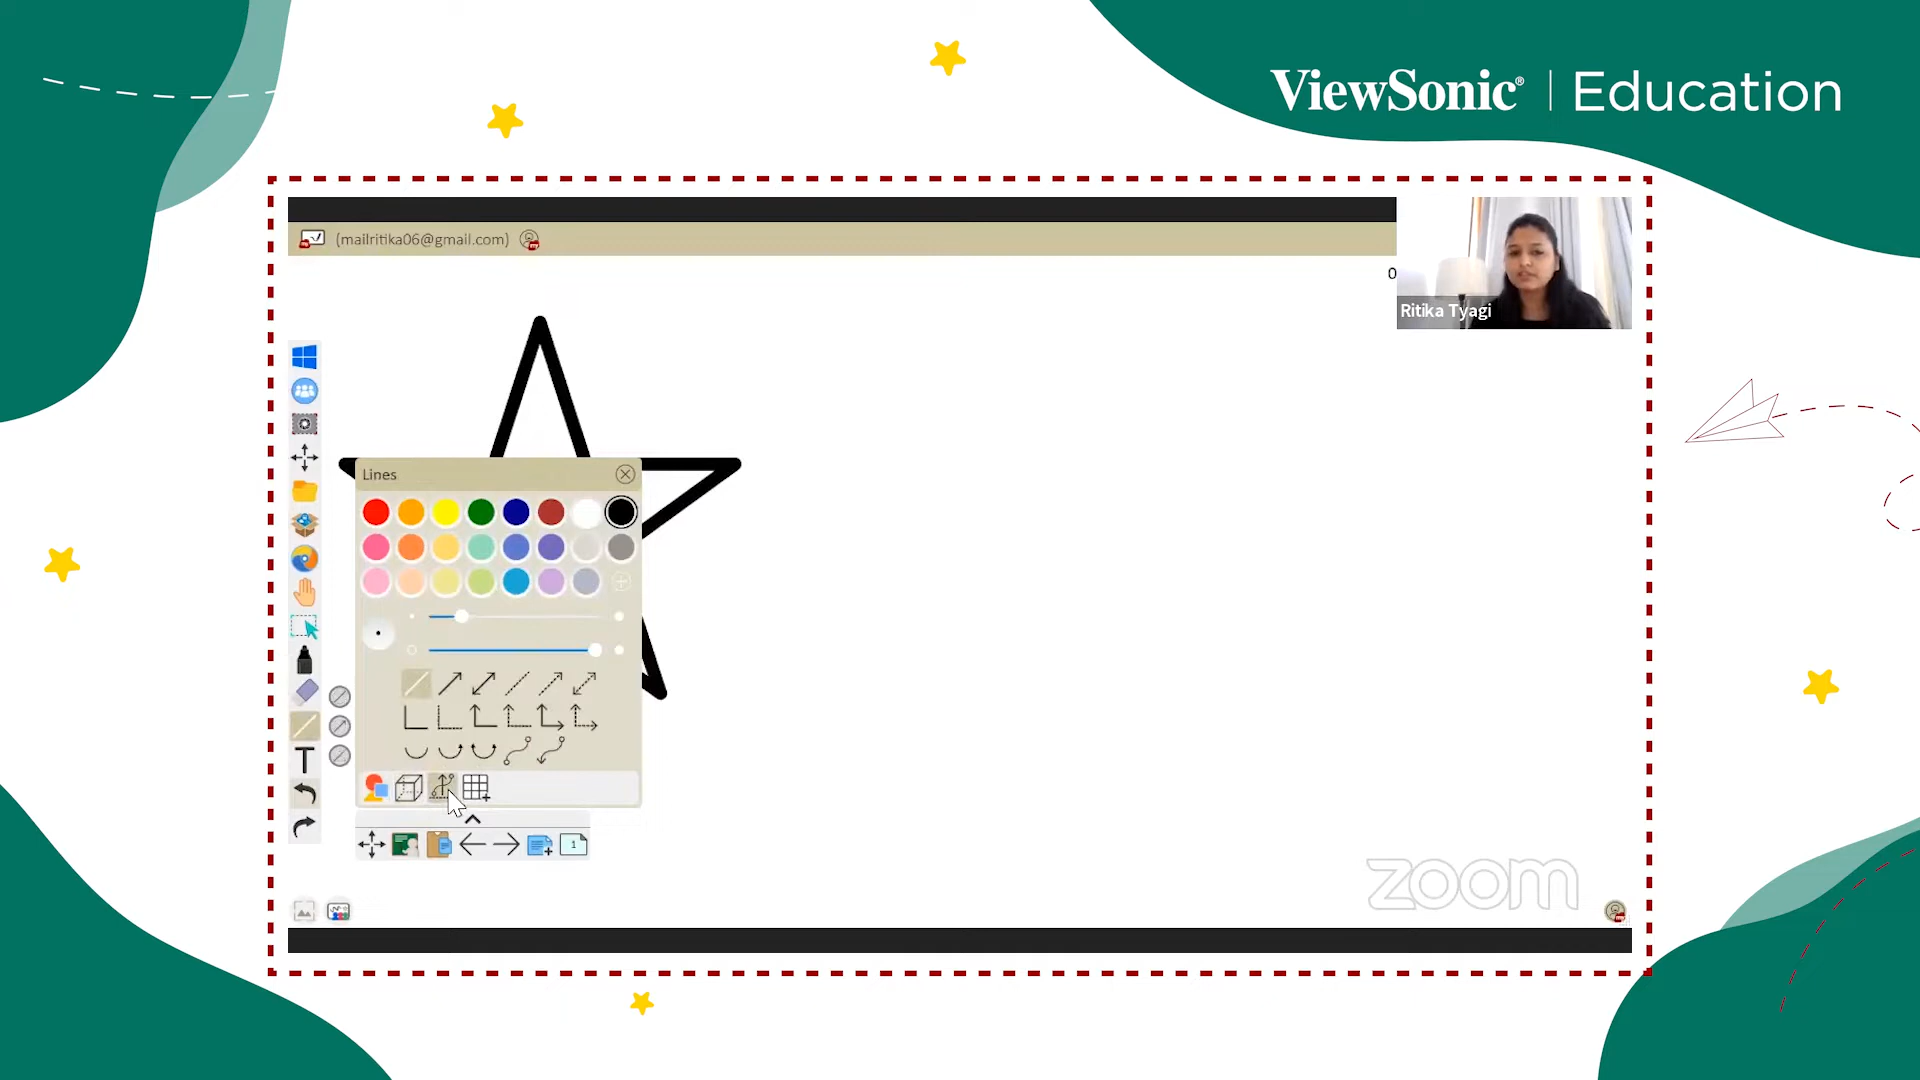 ViewSonic® | Education
(mailritika06@gmail.com)
0
Ritika Tyagi
Lines
T
1
zoom